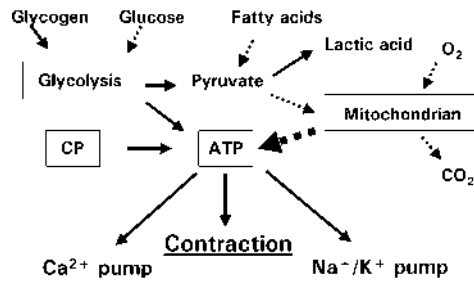 Glycogen Glucose Fatty acids
Lactic acid O₂
Glycolysis Pyruvate
Mitochondrian
CP ATP
CO₂
Contraction
Ca²⁺ pump Na⁺/K⁺ pump